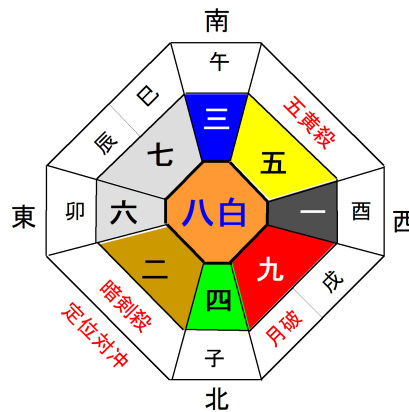 南
午
巳
五黄殺
辰
三
七
五
東
卯
六
八白
一
酉
西
二
九
戌
暗剣殺
定位対冲
四
月破
子
北